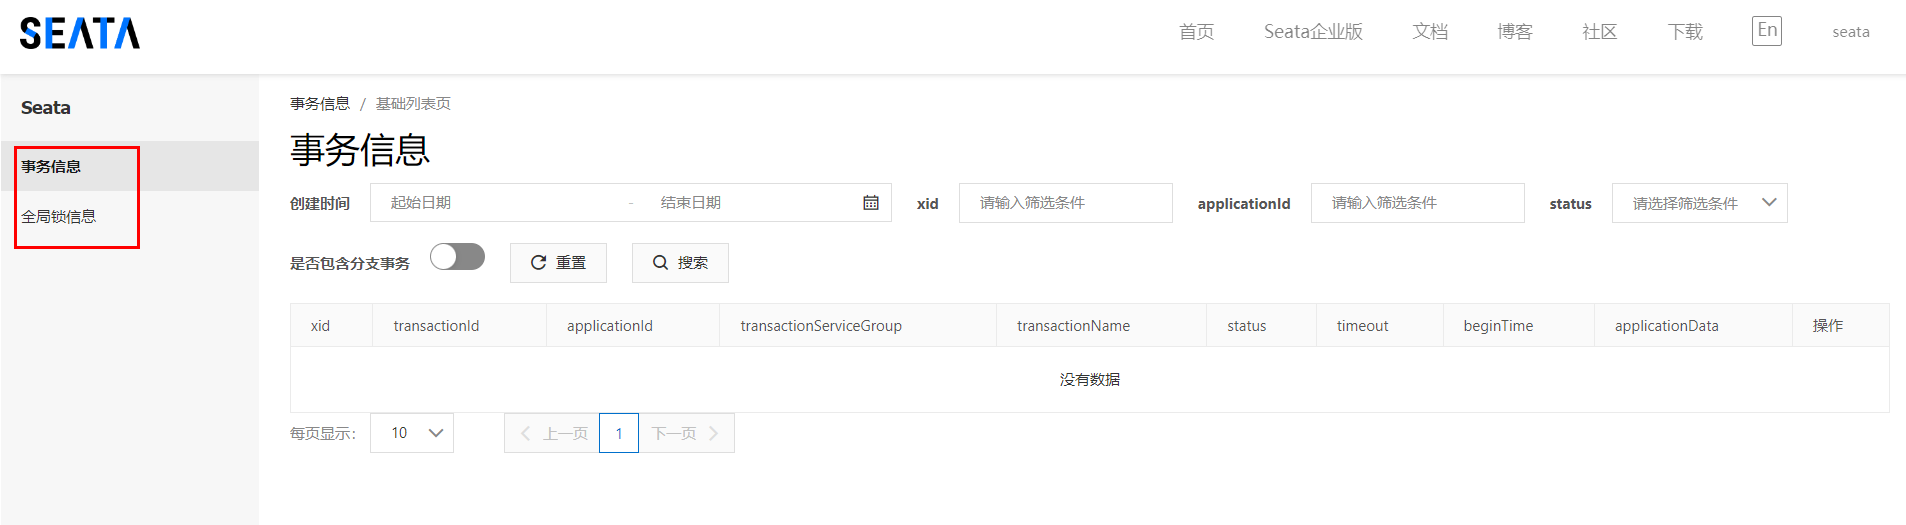 SEATA
首页 Seata企业版 文档 博客 社区 下载 En seata
Seata
事务信息
全局锁信息
事务信息 / 基础列表页
事务信息
创建时间 起始日期 - 结束日期 xid 请输入筛选条件 applicationId 请输入筛选条件 status 请选择筛选条件
是否包含分支事务 重置 搜索
xid transactionId applicationId transactionServiceGroup transactionName status timeout beginTime applicationData 操作
没有数据
每页显示: 10 上一页 1 下一页